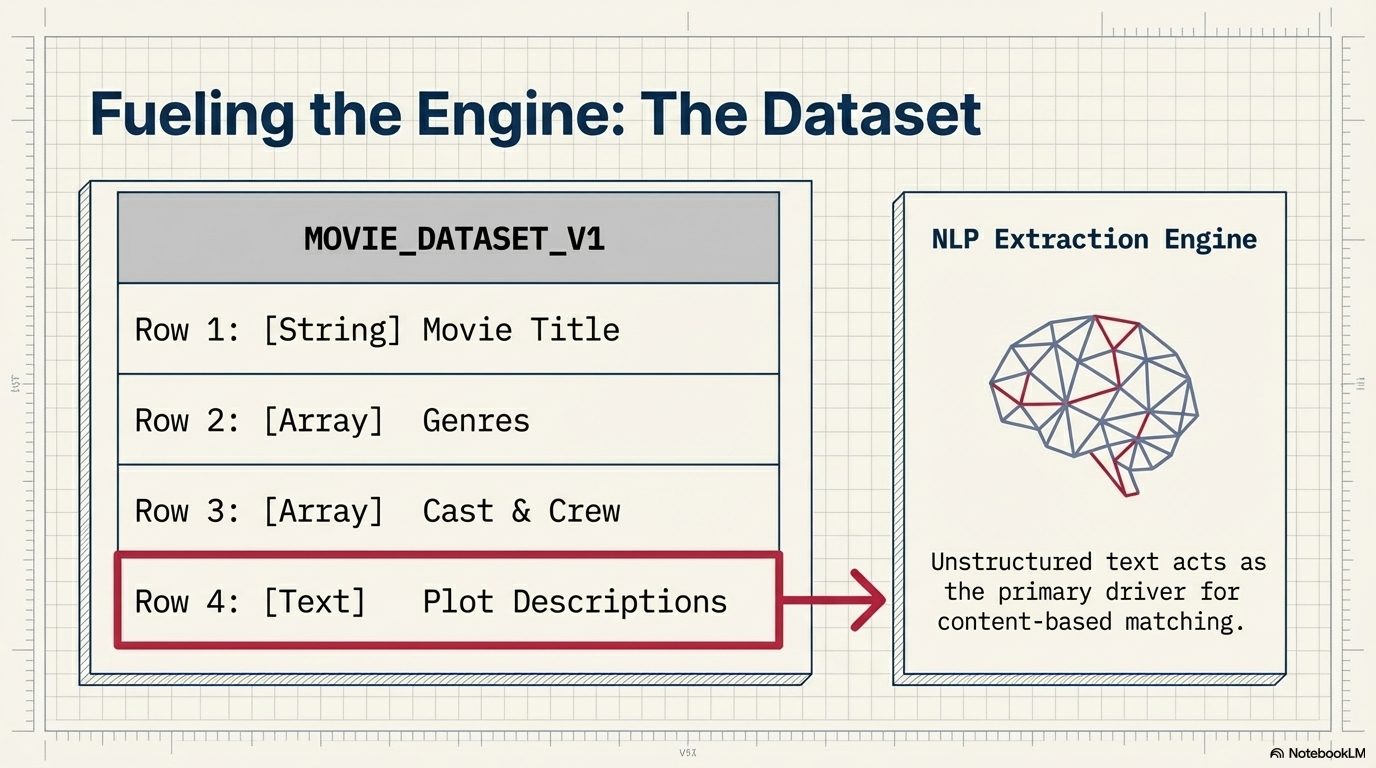 Fueling the Engine: The Dataset
MOVIE_DATASET_V1
Row 1: [String] Movie Title
Row 2: [Array] Genres
Row 3: [Array] Cast & Crew
Row 4: [Text] Plot Descriptions
NLP Extraction Engine
Unstructured text acts as
the primary driver for
content-based matching.
NotebookLM